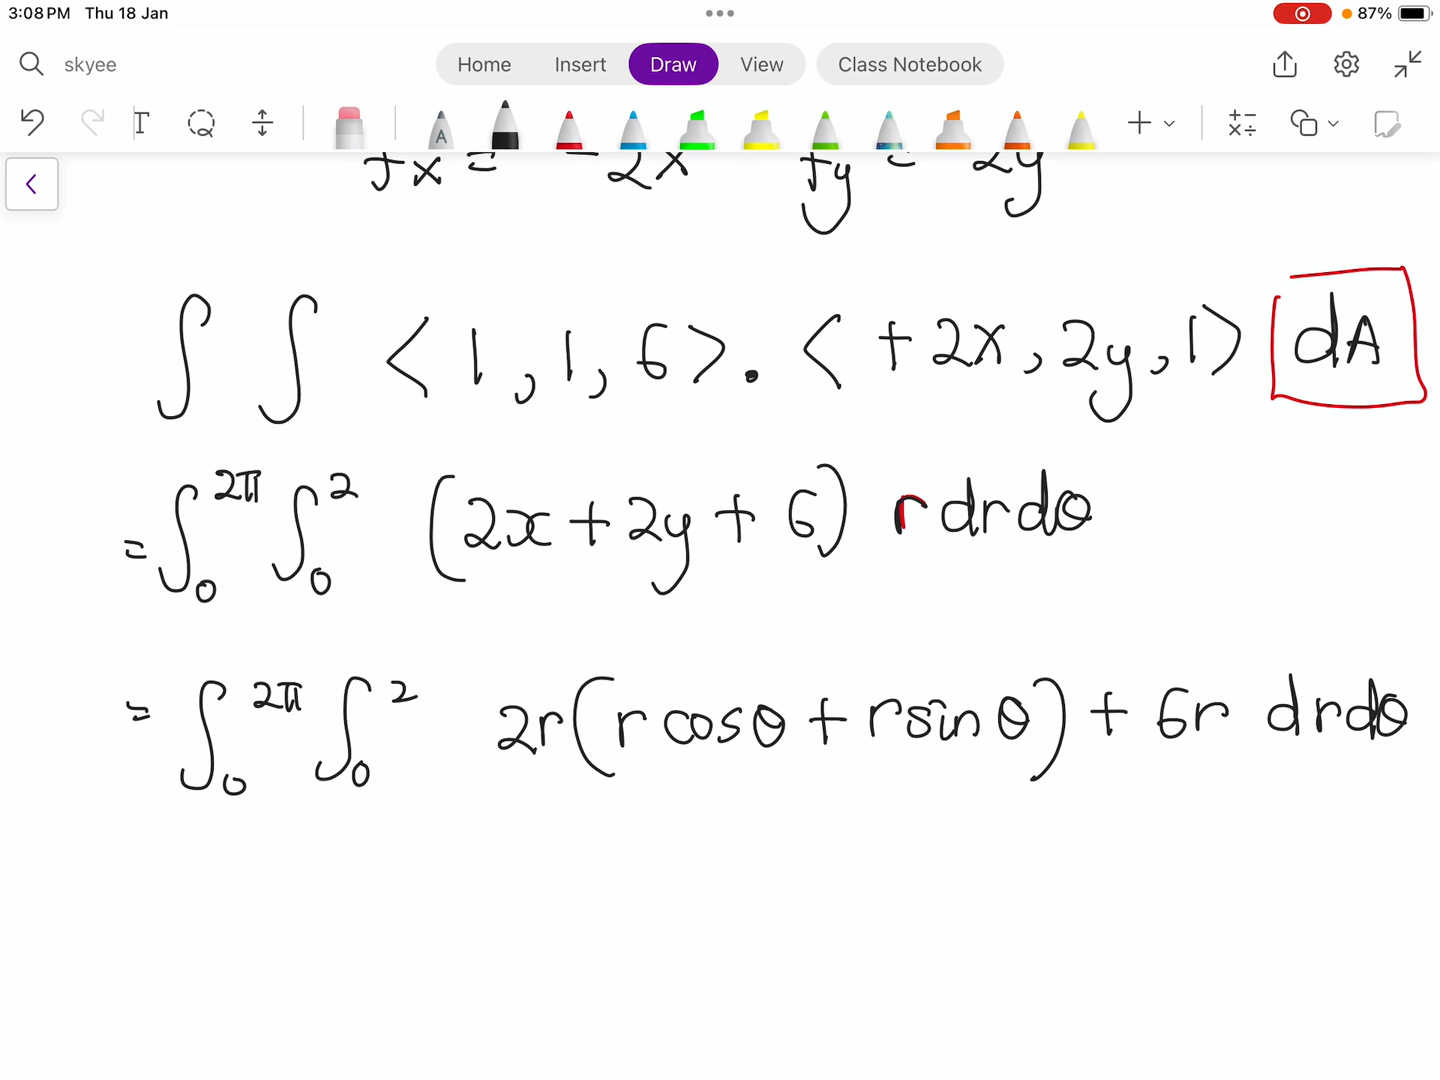 3:08 PM Thu 18 Jan 87%
skyee Home Insert Draw View Class Notebook
T A
fx = -2x fy = 2y
∫ ∫ <1, 1, 6> . < +2x, 2y, 1> dA
= ∫₀^2π ∫₀^2 (2x + 2y + 6) r dr dθ
= ∫₀^2π ∫₀^2 2r(r cosθ + r sin θ) + 6r dr dθ